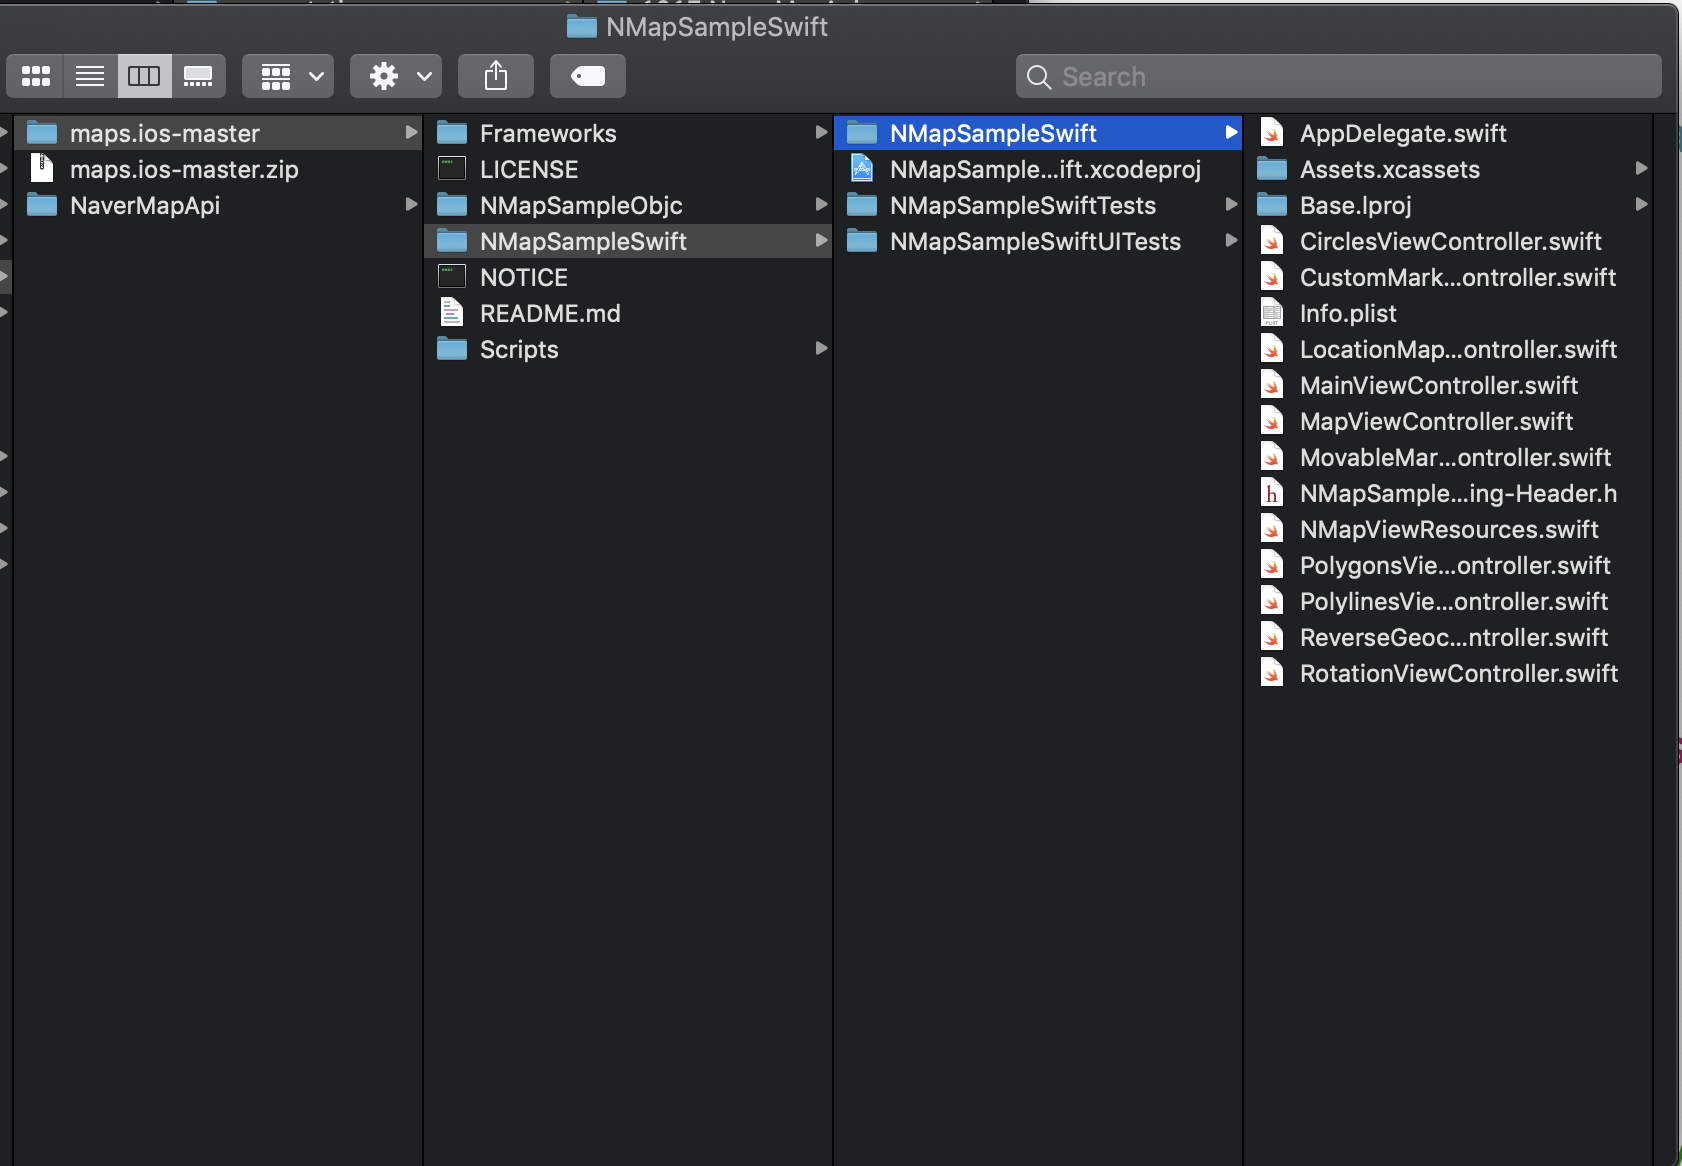 NMapSampleSwift
Search
maps.ios-master
maps.ios-master.zip
NaverMapApi
Frameworks
LICENSE
NMapSampleObjc
NMapSampleSwift
NOTICE
README.md
Scripts
NMapSampleSwift
NMapSample...ift.xcodeproj
NMapSampleSwiftTests
NMapSampleSwiftUITests
AppDelegate.swift
Assets.xcassets
Base.lproj
CirclesViewController.swift
CustomMark...ontroller.swift
Info.plist
LocationMap...ontroller.swift
MainViewController.swift
MapViewController.swift
MovableMar...ontroller.swift
NMapSample...ing-Header.h
NMapViewResources.swift
PolygonsVie...ontroller.swift
PolylinesVie...ontroller.swift
ReverseGeoc...ntroller.swift
RotationViewController.swift